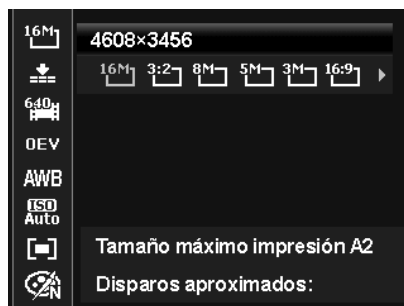 16M
4608×3456
16M 3:2 8M 5M 3M 16:9
640
0EV
AWB
ISO
Auto
N
Tamaño máximo impresión A2
Disparos aproximados: